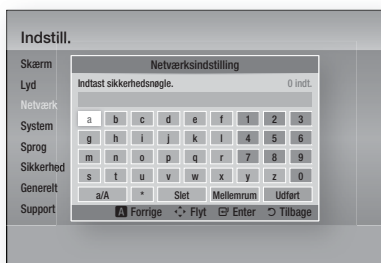 Indstill.
Skærm
Lyd
Netværk
System
Sprog
Sikkerhed
Generelt
Support
Netværksindstilling
Indtast sikkerhedsnøgle. 0 indt.
a b c d e f 1 2 3
g h i j k l 4 5 6
m n o p q r 7 8 9
s t u v w x y z 0
a/A * Slet Mellemrum Udført
A Forrige Flyt Enter Tilbage